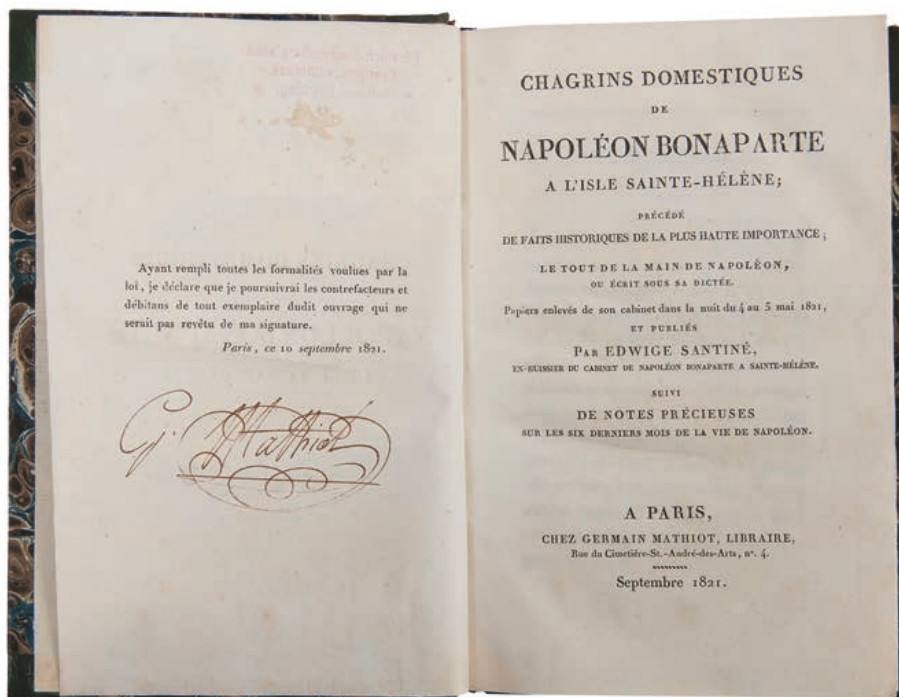 Ayant rempli toutes les formalités voulues par la
loi, je déclare que je poursuivrai les contrefacteurs et
débitans de tout exemplaire dudit ouvrage qui ne
serait pas revêtu de ma signature.
Paris, ce 10 septembre 1821.
G. Mathiot
CHAGRINS DOMESTIQUES
DE
NAPOLÉON BONAPARTE
A L'ISLE SAINTE-HÉLÈNE;
PRÉCÉDÉ
DE FAITS HISTORIQUES DE LA PLUS HAUTE IMPORTANCE;
LE TOUT DE LA MAIN DE NAPOLÉON,
OU ÉCRIT SOUS SA DICTÉE.
Papiers enlevés de son cabinet dans la nuit du 4 au 5 mai 1821,
ET PUBLIÉS
PAR EDWIGE SANTINÉ,
EX-HUISSIER DU CABINET DE NAPOLÉON BONAPARTE A SAINTE-HÉLÈNE.
SUIVI
DE NOTES PRÉCIEUSES
SUR LES SIX DERNIERS MOIS DE LA VIE DE NAPOLÉON.
A PARIS,
CHEZ GERMAIN MATHIOT, LIBRAIRE,
Rue du Cimetière-St.-André-des-Arts, nº. 4.
Septembre 1821.